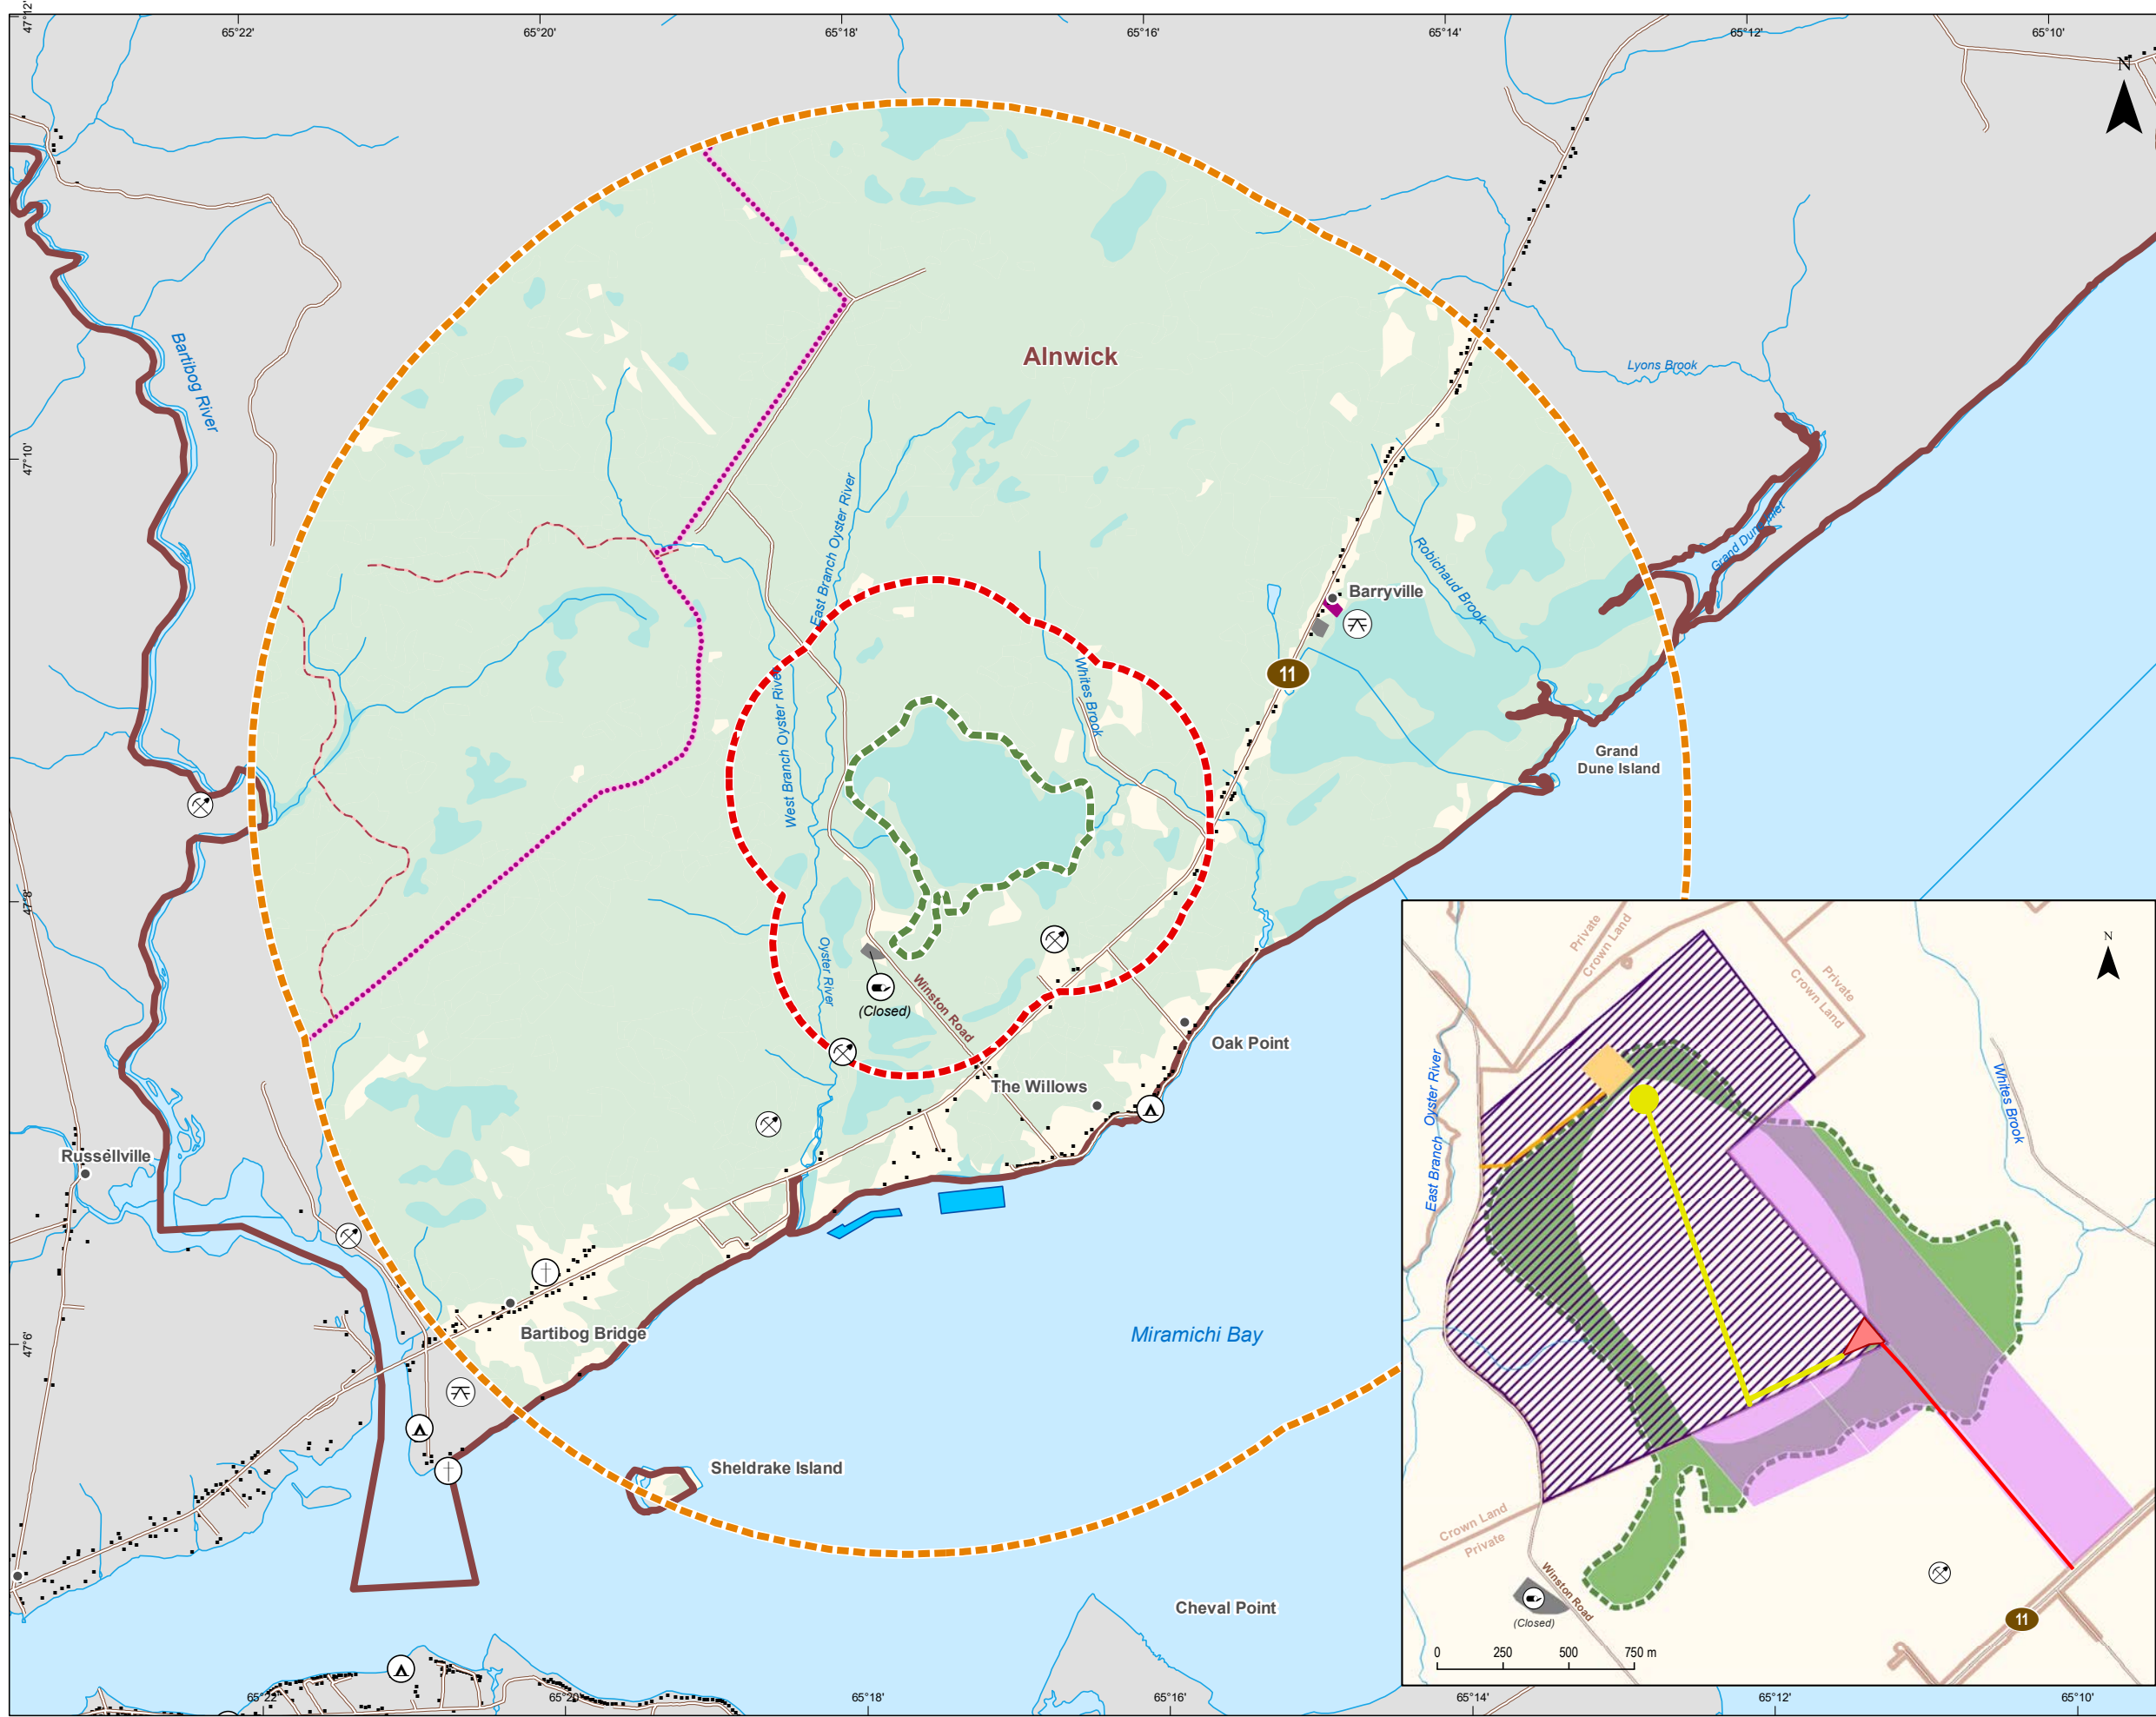 65°22'
65°20'
65°18'
65°16'
65°14'
65°12'
65°10'
47°12'
N
Alnwick
Bartibog River
Lyons Brook
47°10'
East Branch Oyster River
Grand Dune Inlet
Robichaud Brook
Barryville
11
Whites Brook
West Branch Oyster River
Grand
Dune Island
47°8'
Oyster River
(Closed)
Winston Road
Oak Point
The Willows
Russellville
Bartibog Bridge
47°6'
Miramichi Bay
Sheldrake Island
Cheval Point
65°22'
65°20'
65°18'
65°16'
65°14'
65°12'
65°10'
Private
Crown Land
Private
Crown Land
N
East Branch Oyster River
Whites Brook
Crown Land
Private
Winston Road
(Closed)
11
0 250 500 750 m